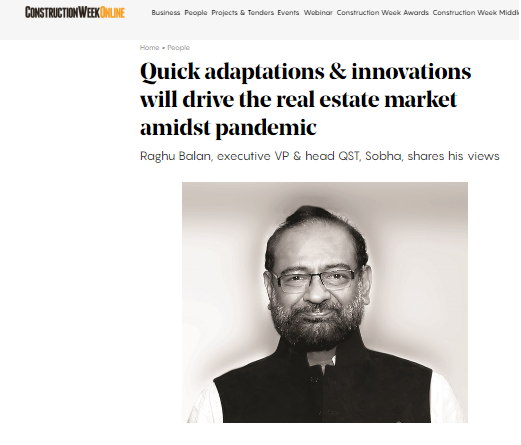 CONSTRUCTIONWEEKONLINE
Business People Projects & Tenders Events Webinar Construction Week Awards Construction Week Middl
Home • People
Quick adaptations & innovations
will drive the real estate market
amidst pandemic
Raghu Balan, executive VP & head QST, Sobha, shares his views